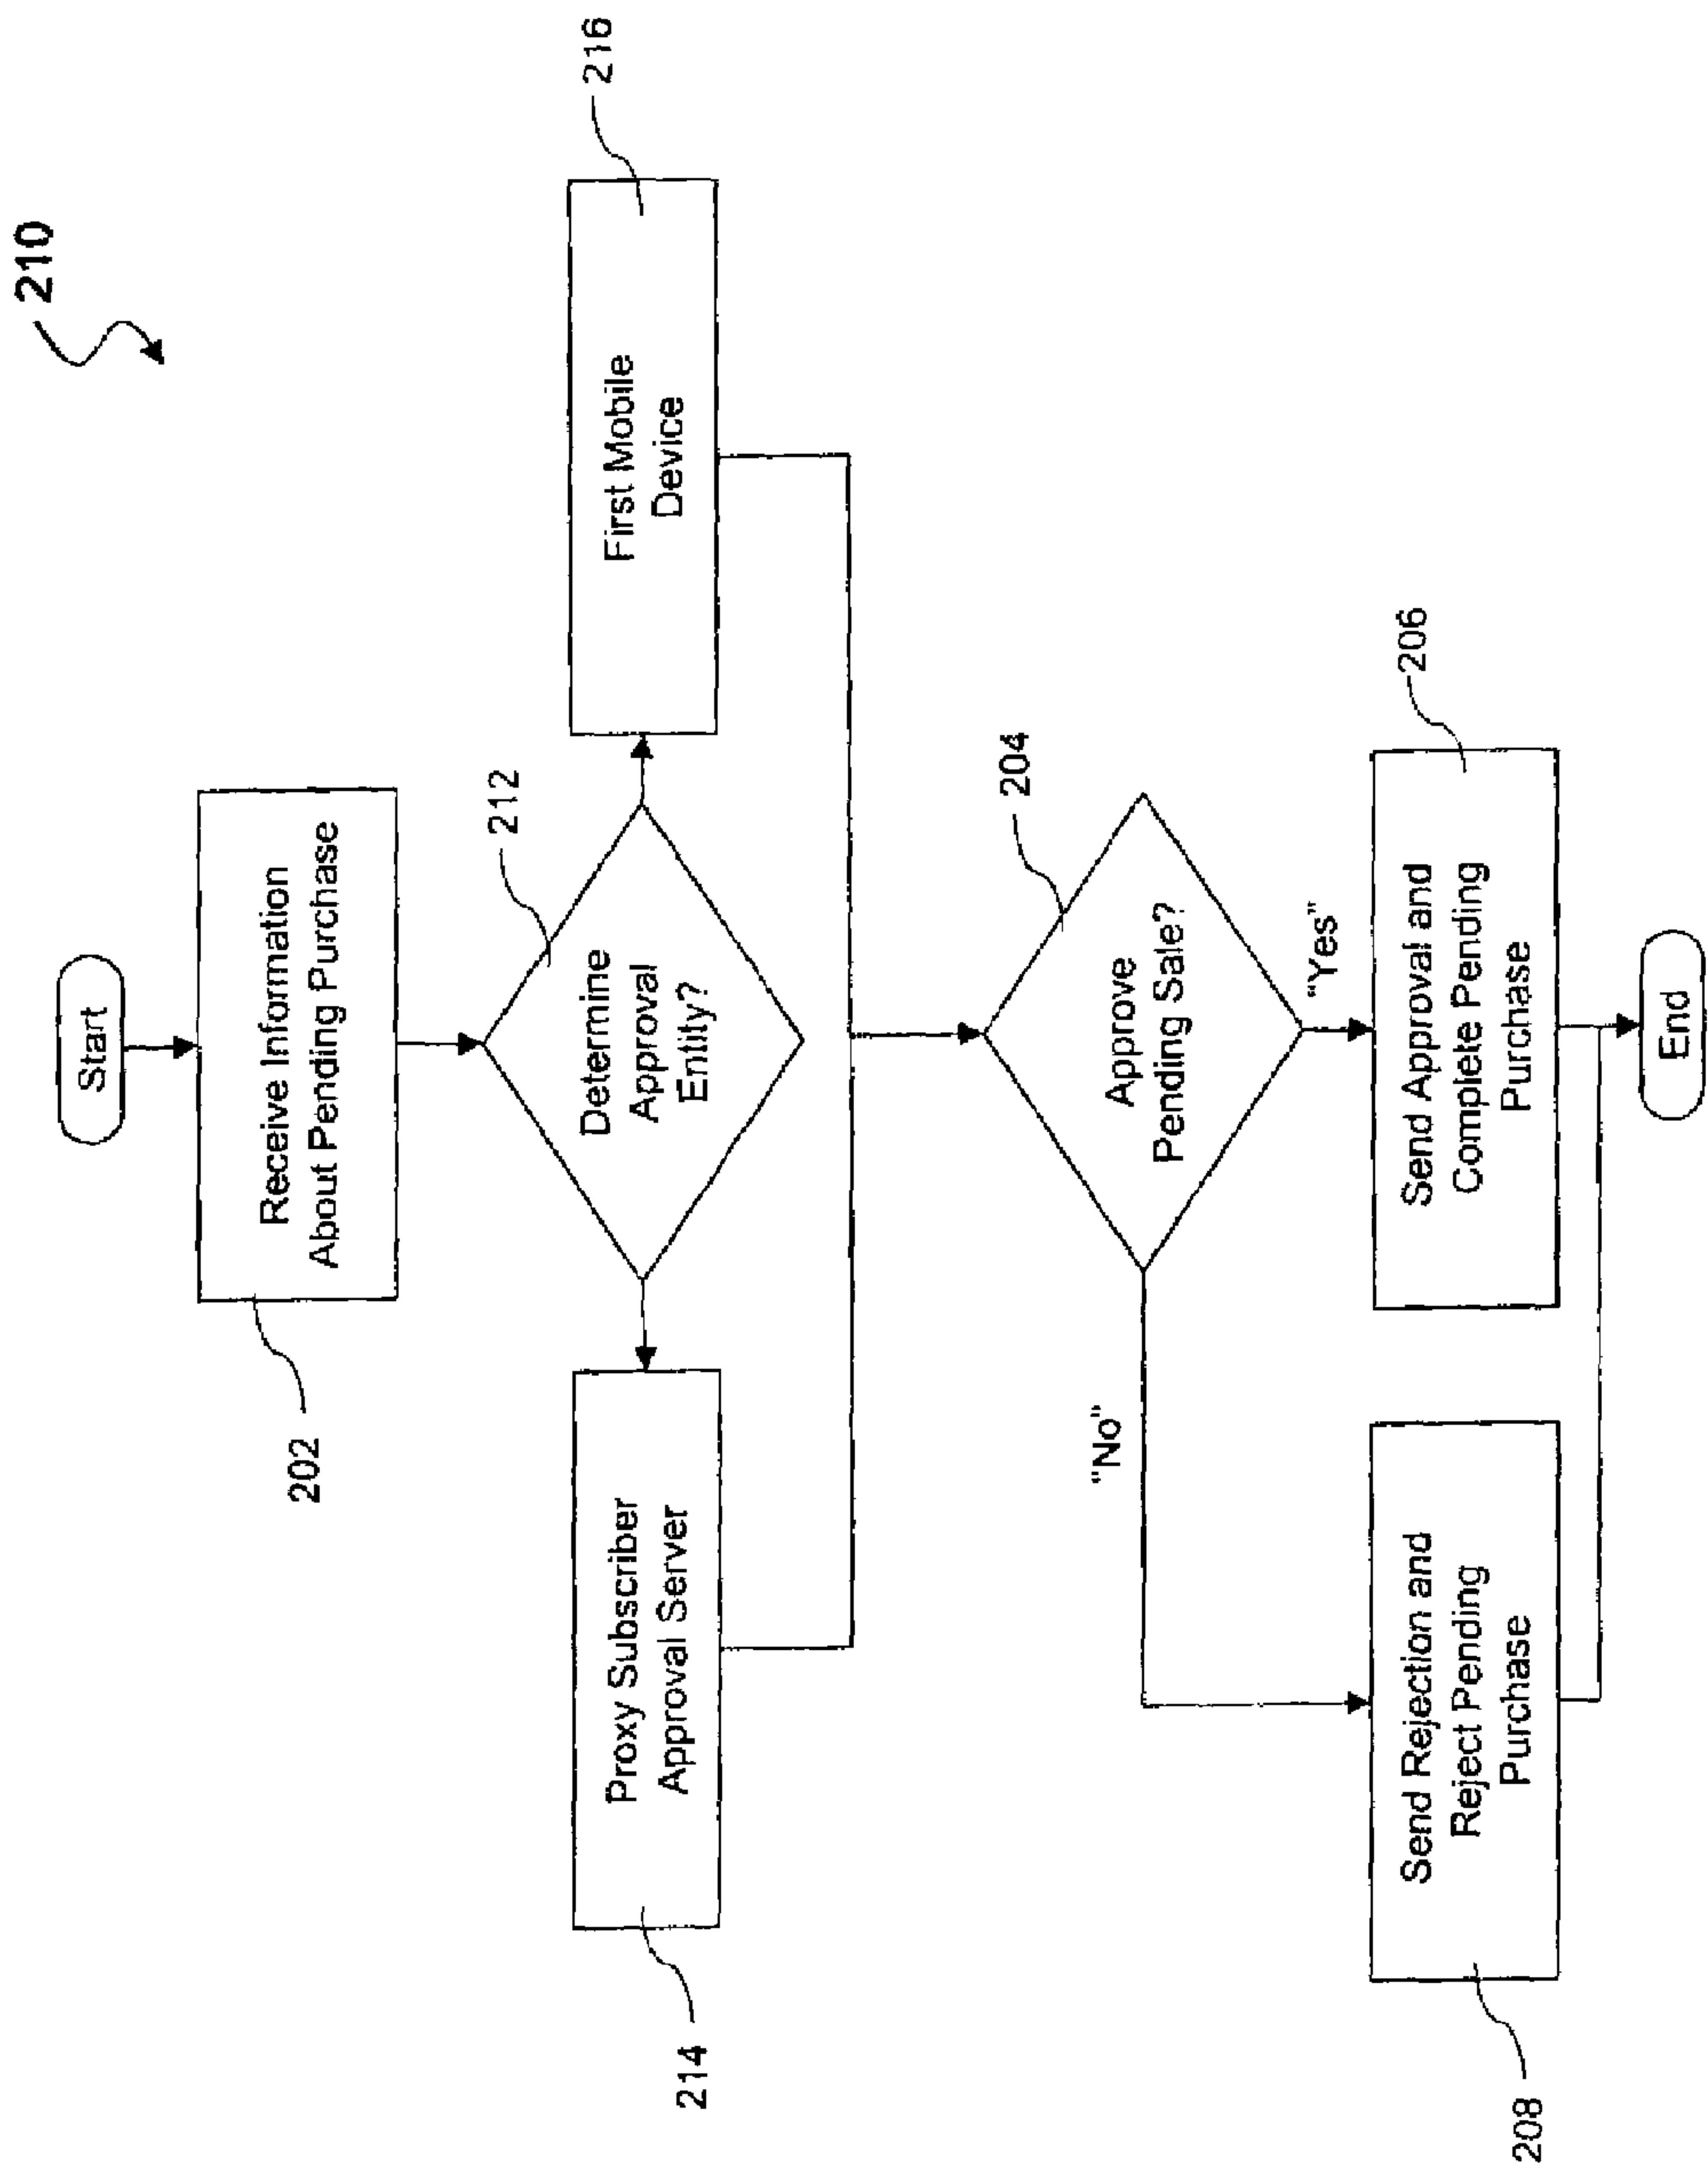 210
Start
Receive Information
About Pending Purchase
202
Determine
Approval
Entity?
212
Proxy Subscriber
Approval Server
214
First Mobile
Device
216
Approve
Pending Sale?
204
"No"
"Yes"
Send Rejection and
Reject Pending
Purchase
208
Send Approval and
Complete Pending
Purchase
206
End